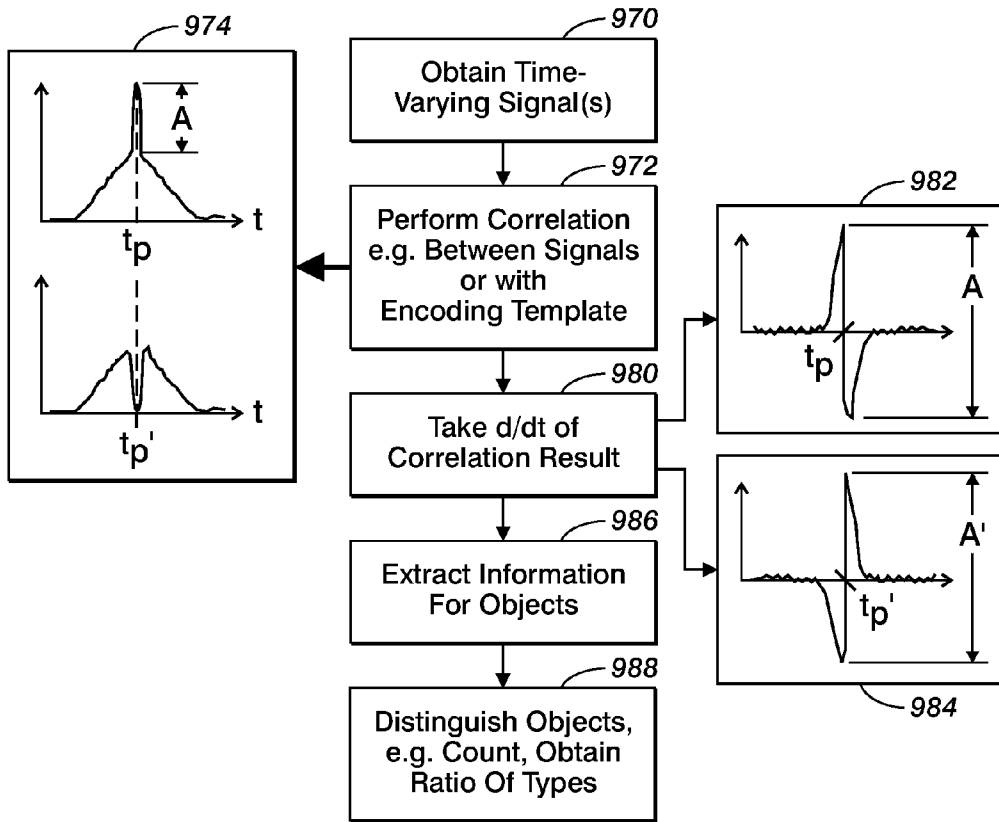 974
A
t
tp
t
tp'
970
Obtain Time-
Varying Signal(s)
972
Perform Correlation
e.g. Between Signals
or with
Encoding Template
980
Take d/dt of
Correlation Result
982
A
tp
A'
tp'
984
986
Extract Information
For Objects
988
Distinguish Objects,
e.g. Count, Obtain
Ratio Of Types